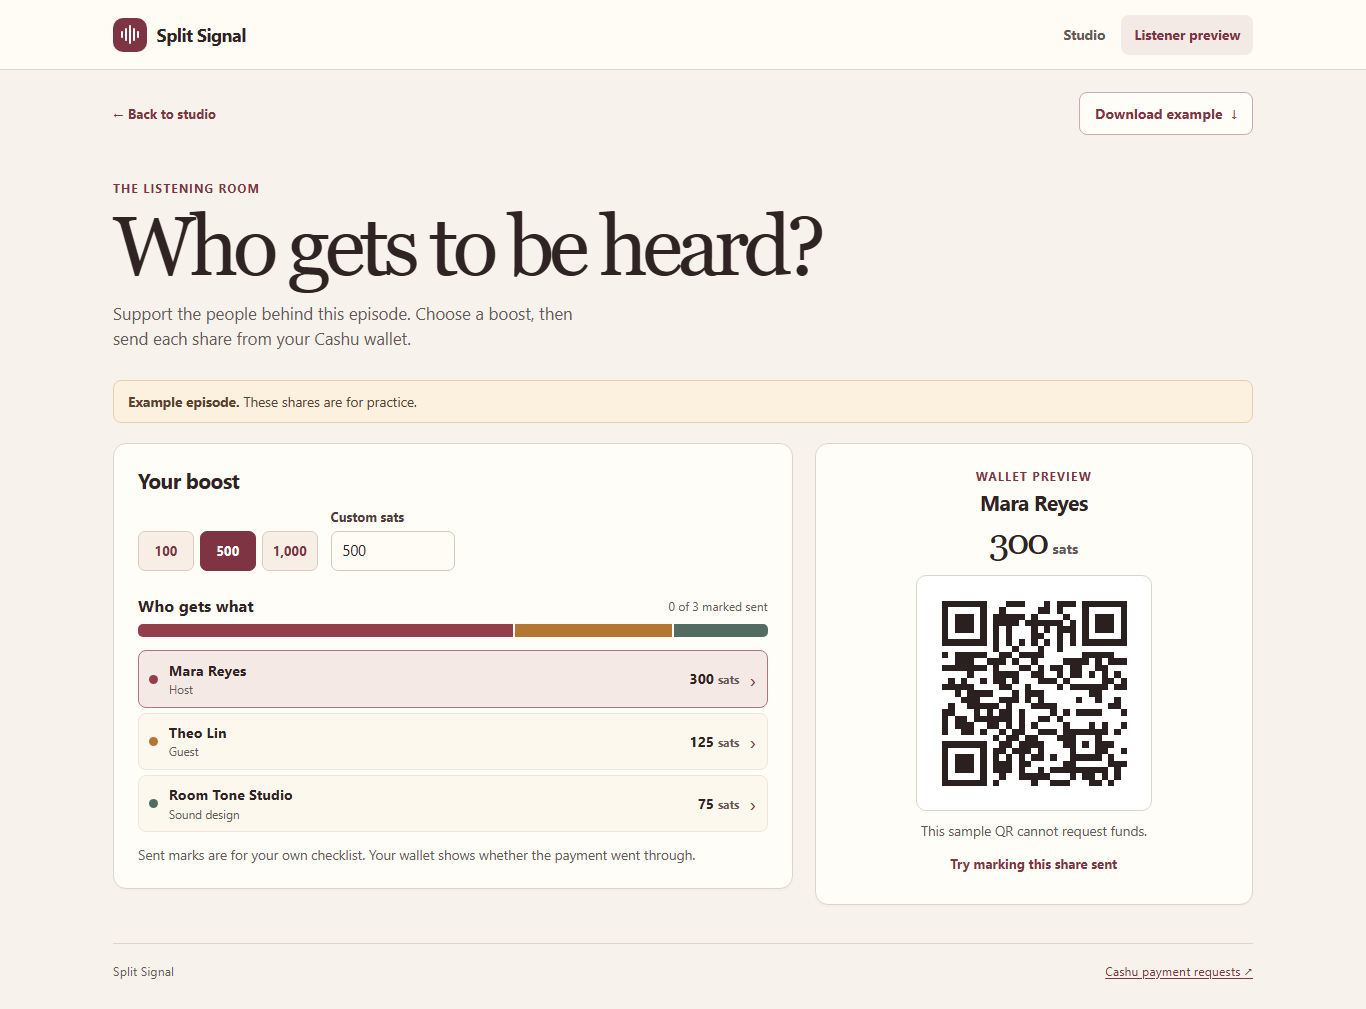 Split Signal
Studio
Listener preview
← Back to studio
Download example ↓
THE LISTENING ROOM
Who gets to be heard?
Support the people behind this episode. Choose a boost, then
send each share from your Cashu wallet.
Example episode. These shares are for practice.
Your boost
Custom sats
100
500
1,000
500
Who gets what
0 of 3 marked sent
Mara Reyes
Host
300 sats ›
Theo Lin
Guest
125 sats ›
Room Tone Studio
Sound design
75 sats ›
Sent marks are for your own checklist. Your wallet shows whether the payment went through.
WALLET PREVIEW
Mara Reyes
300 sats
This sample QR cannot request funds.
Try marking this share sent
Split Signal
Cashu payment requests ↗